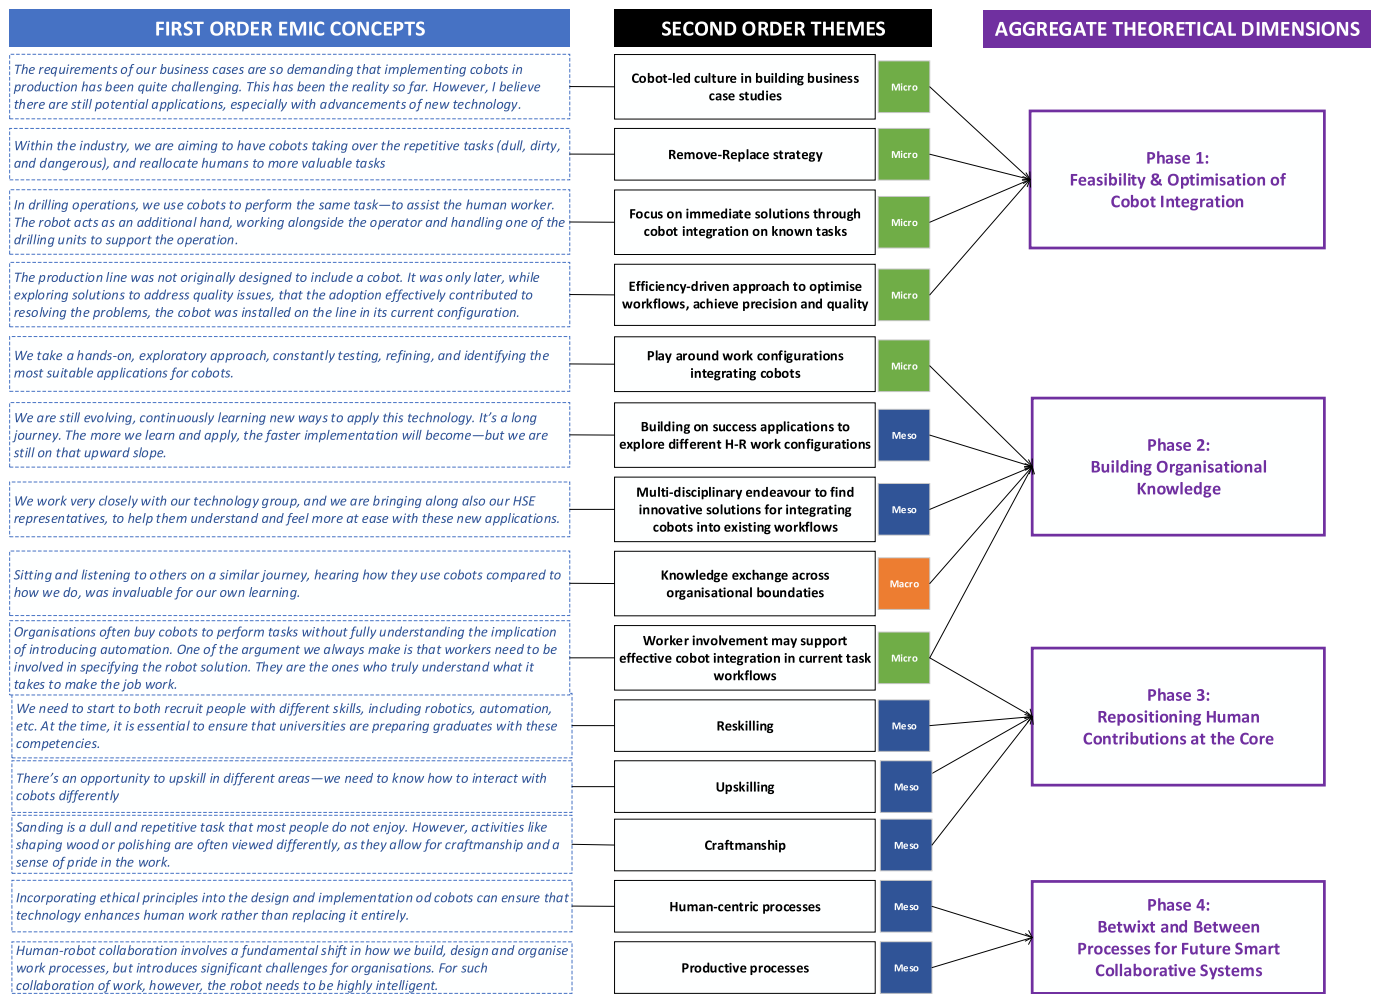 FIRST ORDER EMIC CONCEPTS
SECOND ORDER THEMES
AGGREGATE THEORETICAL DIMENSIONS
The requirements of our business cases are so demanding that implementing cobots in
production has been quite challenging. This has been the reality so far. However, I believe
there are still potential applications, especially with advancements of new technology.
Cobot-led culture in building business
case studies
Micro
Within the industry, we are aiming to have cobots taking over the repetitive tasks (dull, dirty,
and dangerous), and reallocate humans to more valuable tasks
Remove-Replace strategy
Micro
In drilling operations, we use cobots to perform the same task—to assist the human worker.
The robot acts as an additional hand, working alongside the operator and handling one of the
drilling units to support the operation.
Focus on immediate solutions through
cobot integration on known tasks
Micro
The production line was not originally designed to include a cobot. It was only later, while
exploring solutions to address quality issues, that the adoption effectively contributed to
resolving the problems, the cobot was installed on the line in its current configuration.
Efficiency-driven approach to optimise
workflows, achieve precision and quality
Micro
Phase 1:
Feasibility & Optimisation of
Cobot Integration
We take a hands-on, exploratory approach, constantly testing, refining, and identifying the
most suitable applications for cobots.
Play around work configurations
integrating cobots
Micro
We are still evolving, continuously learning new ways to apply this technology. It's a long
journey. The more we learn and apply, the faster implementation will become—but we are
still on that upward slope.
Building on success applications to
explore different H-R work configurations
Meso
We work very closely with our technology group, and we are bringing along also our HSE
representatives, to help them understand and feel more at ease with these new applications.
Multi-disciplinary endeavour to find
innovative solutions for integrating
cobots into existing workflows
Meso
Sitting and listening to others on a similar journey, hearing how they use cobots compared to
how we do, was invaluable for our own learning.
Knowledge exchange across
organisational boundaties
Macro
Phase 2:
Building Organisational
Knowledge
Organisations often buy cobots to perform tasks without fully understanding the implication
of introducing automation. One of the argument we always make is that workers need to be
involved in specifying the robot solution. They are the ones who truly understand what it
takes to make the job work.
Worker involvement may support
effective cobot integration in current task
workflows
Micro
We need to start to both recruit people with different skills, including robotics, automation,
etc. At the time, it is essential to ensure that universities are preparing graduates with these
competencies.
Reskilling
Meso
There's an opportunity to upskill in different areas—we need to know how to interact with
cobots differently
Upskilling
Meso
Sanding is a dull and repetitive task that most people do not enjoy. However, activities like
shaping wood or polishing are often viewed differently, as they allow for craftmanship and a
sense of pride in the work.
Craftmanship
Meso
Phase 3:
Repositioning Human
Contributions at the Core
Incorporating ethical principles into the design and implementation od cobots can ensure that
technology enhances human work rather than replacing it entirely.
Human-centric processes
Meso
Human-robot collaboration involves a fundamental shift in how we build, design and organise
work processes, but introduces significant challenges for organisations. For such
collaboration of work, however, the robot needs to be highly intelligent.
Productive processes
Meso
Phase 4:
Betwixt and Between
Processes for Future Smart
Collaborative Systems